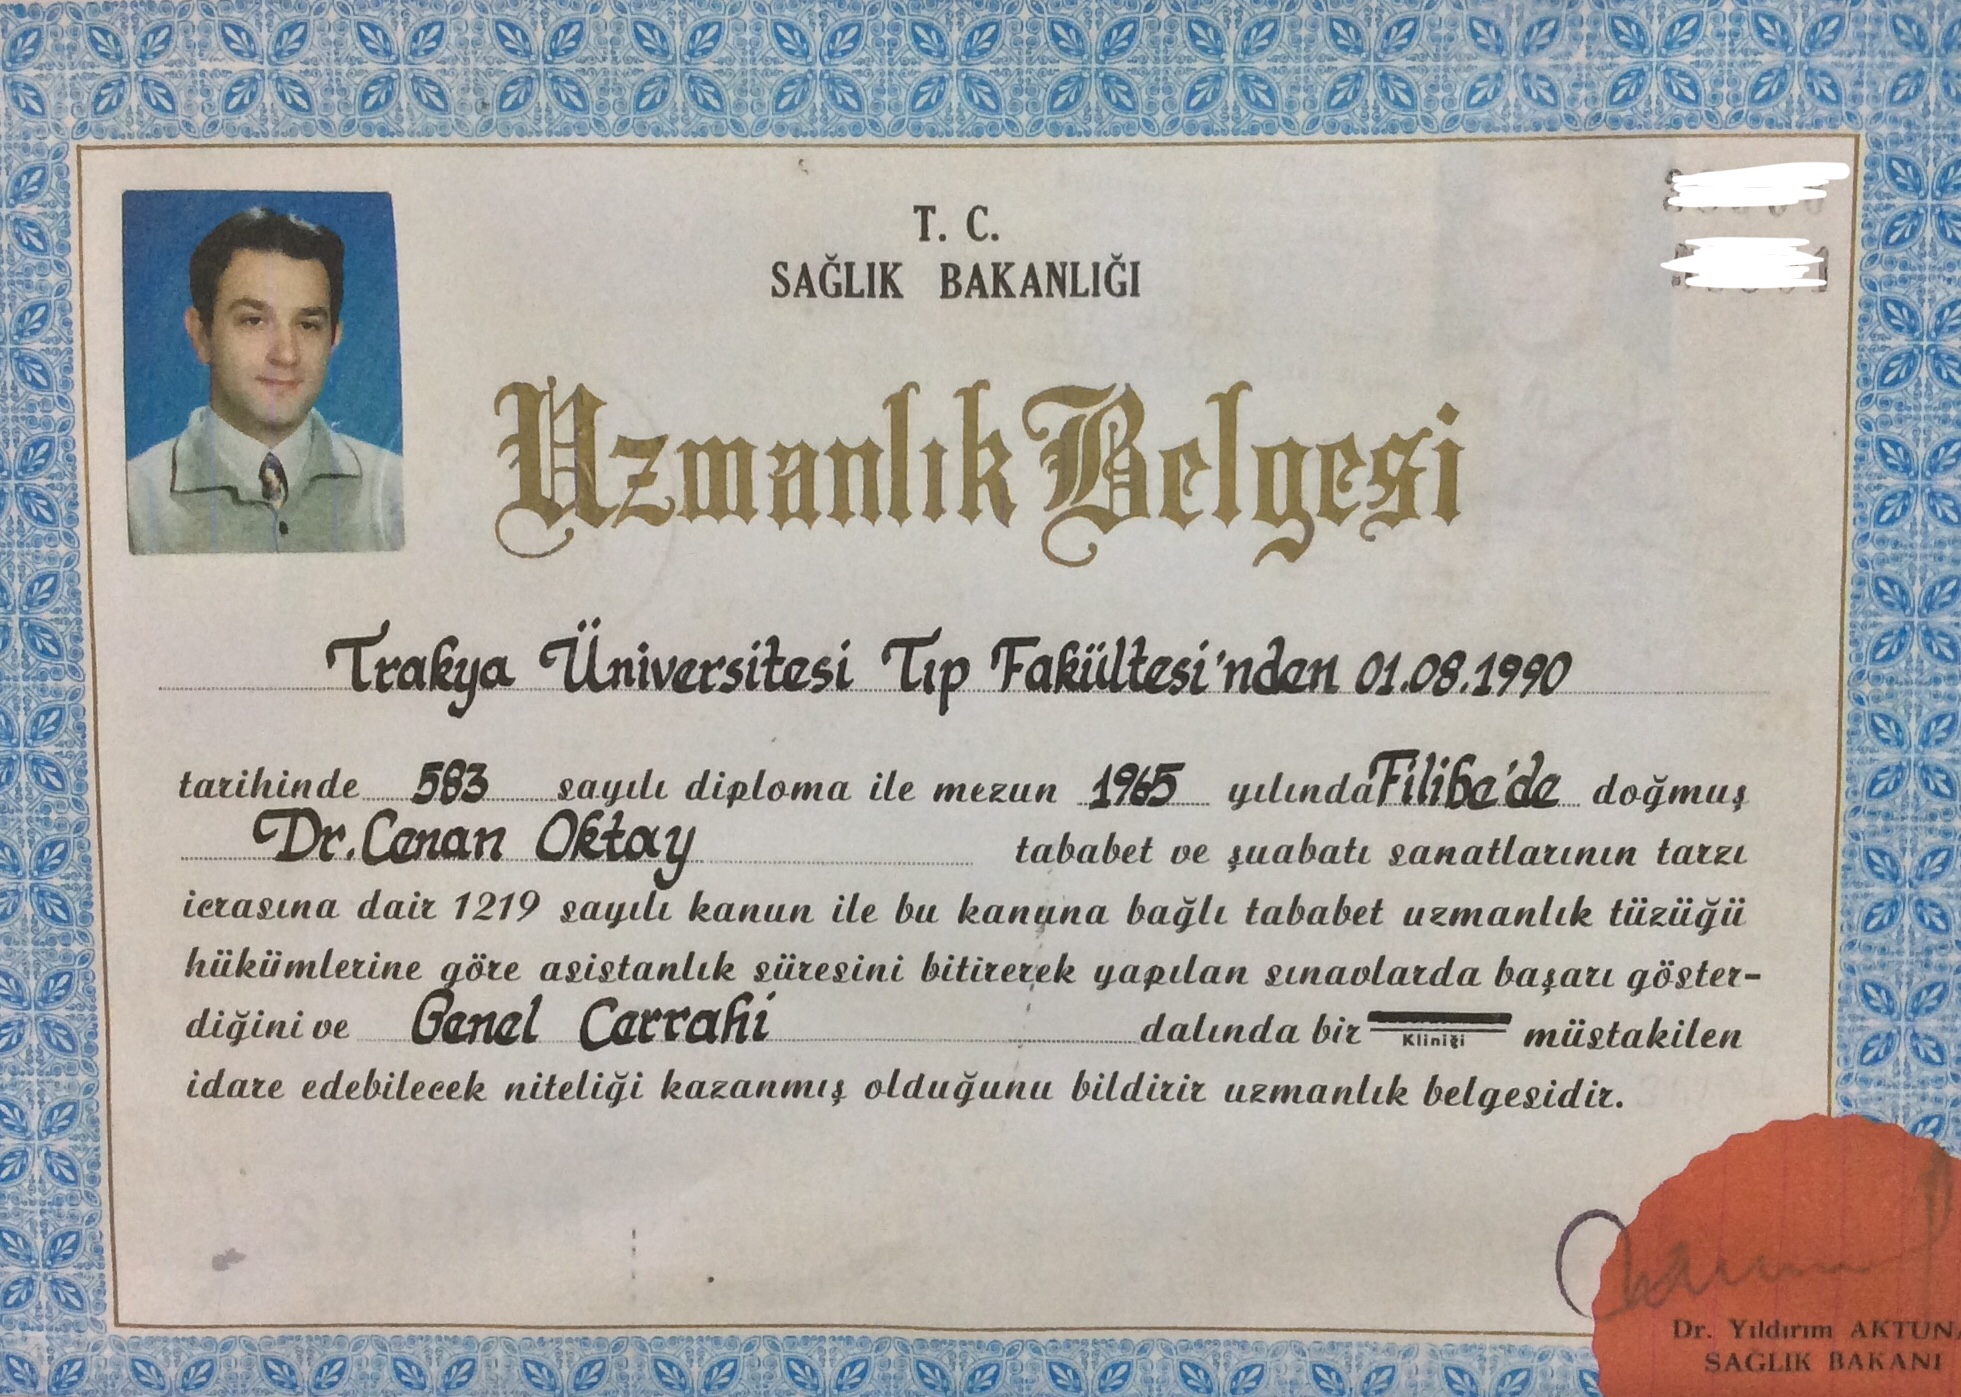 T. C.
SAĞLIK BAKANLIĞI
Uzmanlık Belgesi
Trakya Üniversitesi Tıp Fakültesi'nden 01.08.1990
tarihinde 583 sayılı diploma ile mezun 1965 yılında Filibe'de doğmuş
Dr. Cenan Oktay tababet ve şuabatı sanatlarının tarzı
icrasına dair 1219 sayılı kanun ile bu kanuna bağlı tababet uzmanlık tüzüğü
hükümlerine göre asistanlık süresini bitirerek yapılan sınavlarda başarı göster-
diğini ve Genel Cerrahi dalında bir Kliniği müstakilen
idare edebilecek niteliği kazanmış olduğunu bildirir uzmanlık belgesidir.
Dr. Yıldırım AKTUNA
SAĞLIK BAKANI